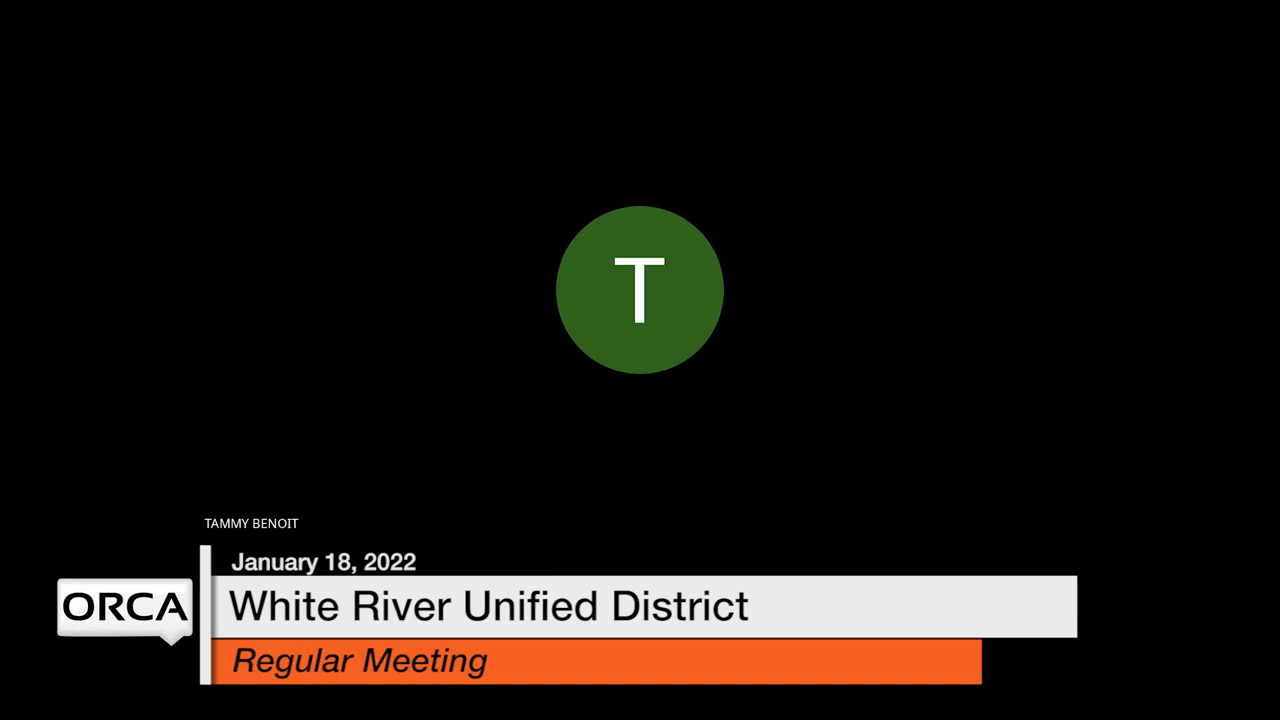 T
TAMMY BENOIT
January 18, 2022
ORCA
White River Unified District
Regular Meeting